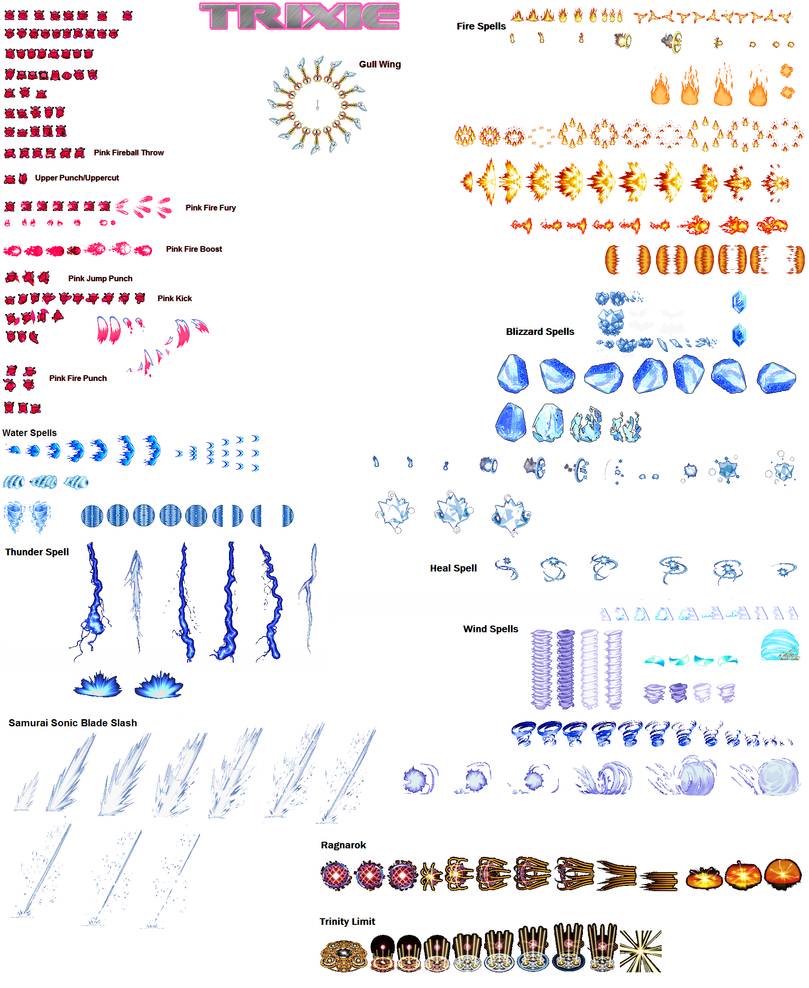 TRIXIE
Fire Spells
Gull Wing
Pink Fireball Throw
Upper Punch/Uppercut
Pink Fire Fury
Pink Fire Boost
Pink Jump Punch
Pink Kick
Blizzard Spells
Pink Fire Punch
Water Spells
Thunder Spell
Heal Spell
Wind Spells
Samurai Sonic Blade Slash
Ragnarok
Trinity Limit